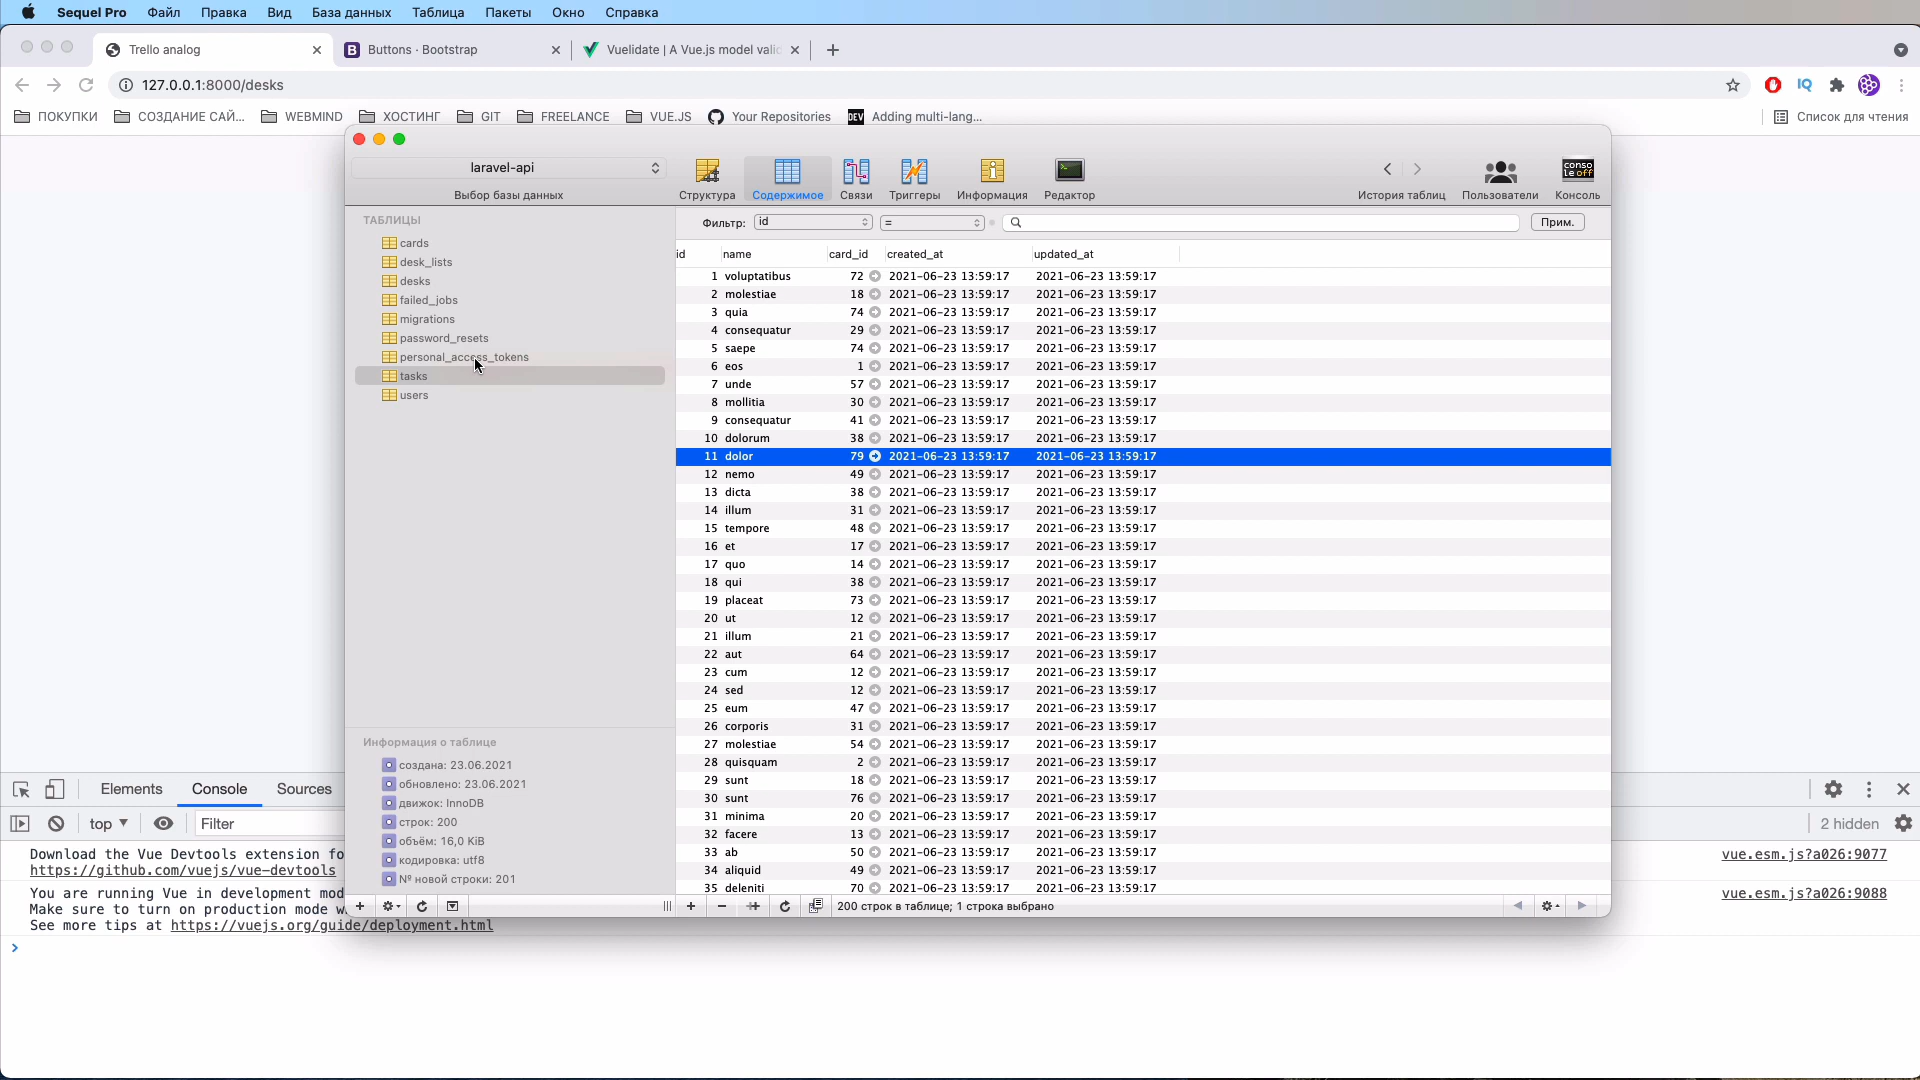 Sequel Pro Файл Правка Вид База данных Таблица Пакеты Окно Справка
Trello analog Buttons · Bootstrap Vuelidate | A Vue.js model vali
127.0.0.1:8000/desks
ПОКУПКИ СОЗДАНИЕ САЙ... WEBMIND ХОСТИНГ GIT FREELANCE VUE.JS Your Repositories DEV Adding multi-lang... Список для чтения
laravel-api
Выбор базы данных Структура Содержимое Связи Триггеры Информация Редактор История таблиц Пользователи Консоль
conso
le off
ТАБЛИЦЫ
cards
desk_lists
desks
failed_jobs
migrations
password_resets
personal_access_tokens
tasks
users
Фильтр: id = Прим.
id name card_id created_at updated_at
1 voluptatibus 72 2021-06-23 13:59:17 2021-06-23 13:59:17
2 molestiae 18 2021-06-23 13:59:17 2021-06-23 13:59:17
3 quia 74 2021-06-23 13:59:17 2021-06-23 13:59:17
4 consequatur 29 2021-06-23 13:59:17 2021-06-23 13:59:17
5 saepe 74 2021-06-23 13:59:17 2021-06-23 13:59:17
6 eos 1 2021-06-23 13:59:17 2021-06-23 13:59:17
7 unde 57 2021-06-23 13:59:17 2021-06-23 13:59:17
8 mollitia 30 2021-06-23 13:59:17 2021-06-23 13:59:17
9 consequatur 41 2021-06-23 13:59:17 2021-06-23 13:59:17
10 dolorum 38 2021-06-23 13:59:17 2021-06-23 13:59:17
11 dolor 79 2021-06-23 13:59:17 2021-06-23 13:59:17
12 nemo 49 2021-06-23 13:59:17 2021-06-23 13:59:17
13 dicta 38 2021-06-23 13:59:17 2021-06-23 13:59:17
14 illum 31 2021-06-23 13:59:17 2021-06-23 13:59:17
15 tempore 48 2021-06-23 13:59:17 2021-06-23 13:59:17
16 et 17 2021-06-23 13:59:17 2021-06-23 13:59:17
17 quo 14 2021-06-23 13:59:17 2021-06-23 13:59:17
18 qui 38 2021-06-23 13:59:17 2021-06-23 13:59:17
19 placeat 73 2021-06-23 13:59:17 2021-06-23 13:59:17
20 ut 12 2021-06-23 13:59:17 2021-06-23 13:59:17
21 illum 21 2021-06-23 13:59:17 2021-06-23 13:59:17
22 aut 64 2021-06-23 13:59:17 2021-06-23 13:59:17
23 cum 12 2021-06-23 13:59:17 2021-06-23 13:59:17
24 sed 12 2021-06-23 13:59:17 2021-06-23 13:59:17
25 eum 47 2021-06-23 13:59:17 2021-06-23 13:59:17
26 corporis 31 2021-06-23 13:59:17 2021-06-23 13:59:17
27 molestiae 54 2021-06-23 13:59:17 2021-06-23 13:59:17
28 quisquam 2 2021-06-23 13:59:17 2021-06-23 13:59:17
29 sunt 18 2021-06-23 13:59:17 2021-06-23 13:59:17
30 sunt 76 2021-06-23 13:59:17 2021-06-23 13:59:17
31 minima 20 2021-06-23 13:59:17 2021-06-23 13:59:17
32 facere 13 2021-06-23 13:59:17 2021-06-23 13:59:17
33 ab 50 2021-06-23 13:59:17 2021-06-23 13:59:17
34 aliquid 49 2021-06-23 13:59:17 2021-06-23 13:59:17
35 deleniti 70 2021-06-23 13:59:17 2021-06-23 13:59:17
Информация о таблице
создана: 23.06.2021
обновлено: 23.06.2021
движок: InnoDB
строк: 200
объём: 16,0 KiB
кодировка: utf8
№ новой строки: 201
200 строк в таблице; 1 строка выбрано
Elements Console Sources
top Filter 2 hidden
Download the Vue Devtools extension fo vue.esm.js?a026:9077
https://github.com/vuejs/vue-devtools
You are running Vue in development mod vue.esm.js?a026:9088
Make sure to turn on production mode w
See more tips at https://vuejs.org/guide/deployment.html